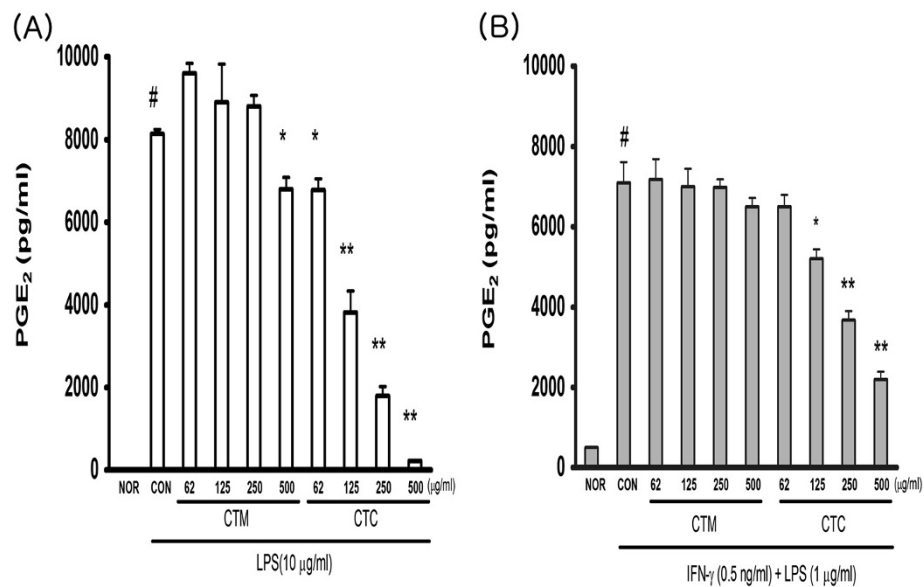 (A)
PGE₂ (pg/ml)
10000
8000
6000
4000
2000
0
#
*
*
**
**
**
NOR CON 62 125 250 500 62 125 250 500 (μg/ml)
CTM CTC
LPS(10 μg/ml)
(B)
PGE₂ (pg/ml)
10000
8000
6000
4000
2000
0
#
*
**
**
NOR CON 62 125 250 500 62 125 250 500 (μg/ml)
CTM CTC
IFN-γ (0.5 ng/ml) + LPS (1 μg/ml)